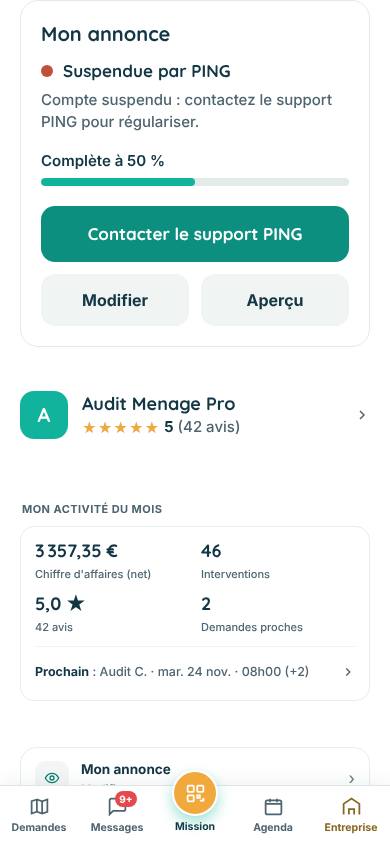 Mon annonce
Suspendue par PING
Compte suspendu : contactez le support
PING pour régulariser.
Complète à 50 %
Contacter le support PING
Modifier
Aperçu
A
Audit Menage Pro
★★★★★ 5 (42 avis)
MON ACTIVITÉ DU MOIS
3 357,35 €
46
Chiffre d'affaires (net)
Interventions
5,0 ★
2
42 avis
Demandes proches
Prochain : Audit C. · mar. 24 nov. · 08h00 (+2)
Mon annonce
9+
Demandes
Messages
Mission
Agenda
Entreprise